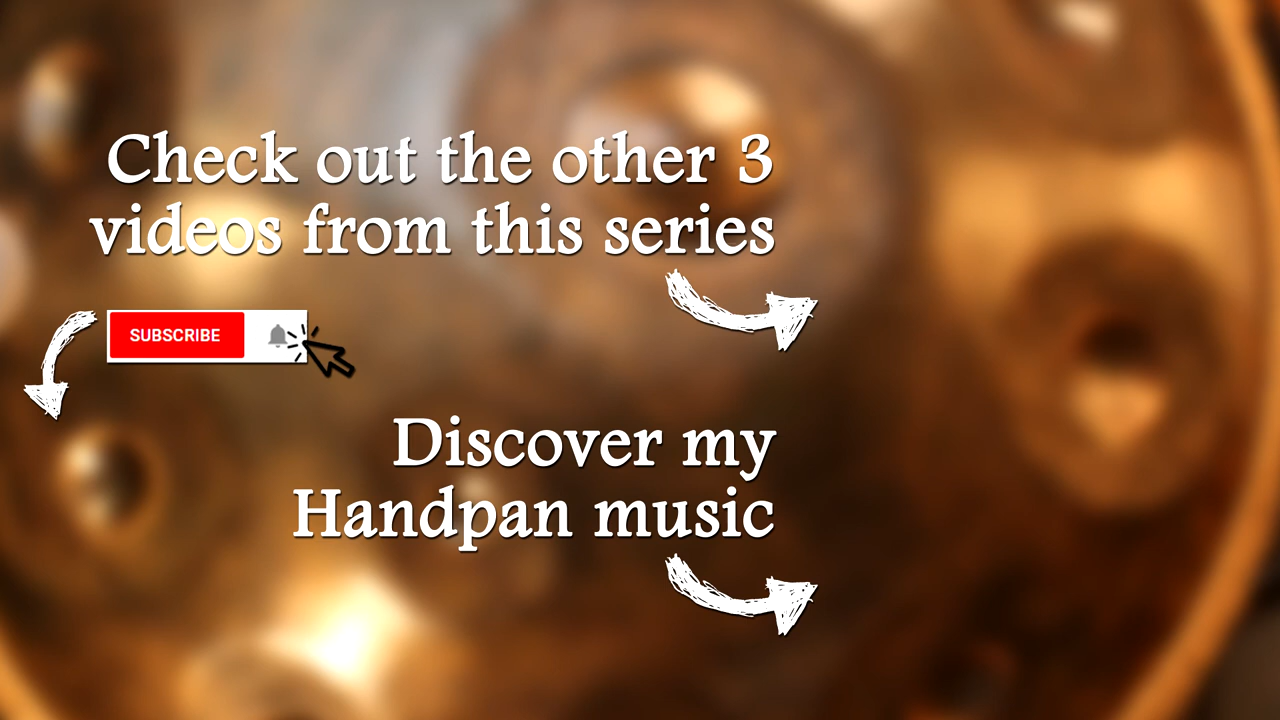 Check out the other 3
videos from this series
SUBSCRIBE
Discover my
Handpan music